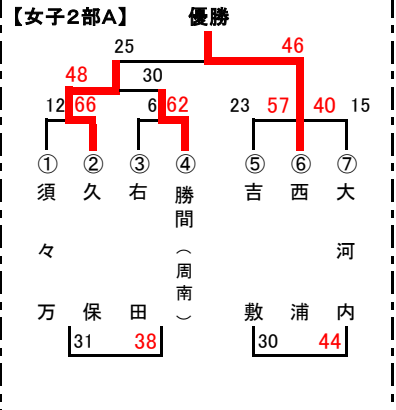 【女子２部Ａ】 優勝
25 46
48 30
12 66 6 62 23 57 40 15
① ② ③ ④ ⑤ ⑥ ⑦
須々万
久保
右田
勝間（周南）
吉敷
西浦
大河内
31 38 30 44